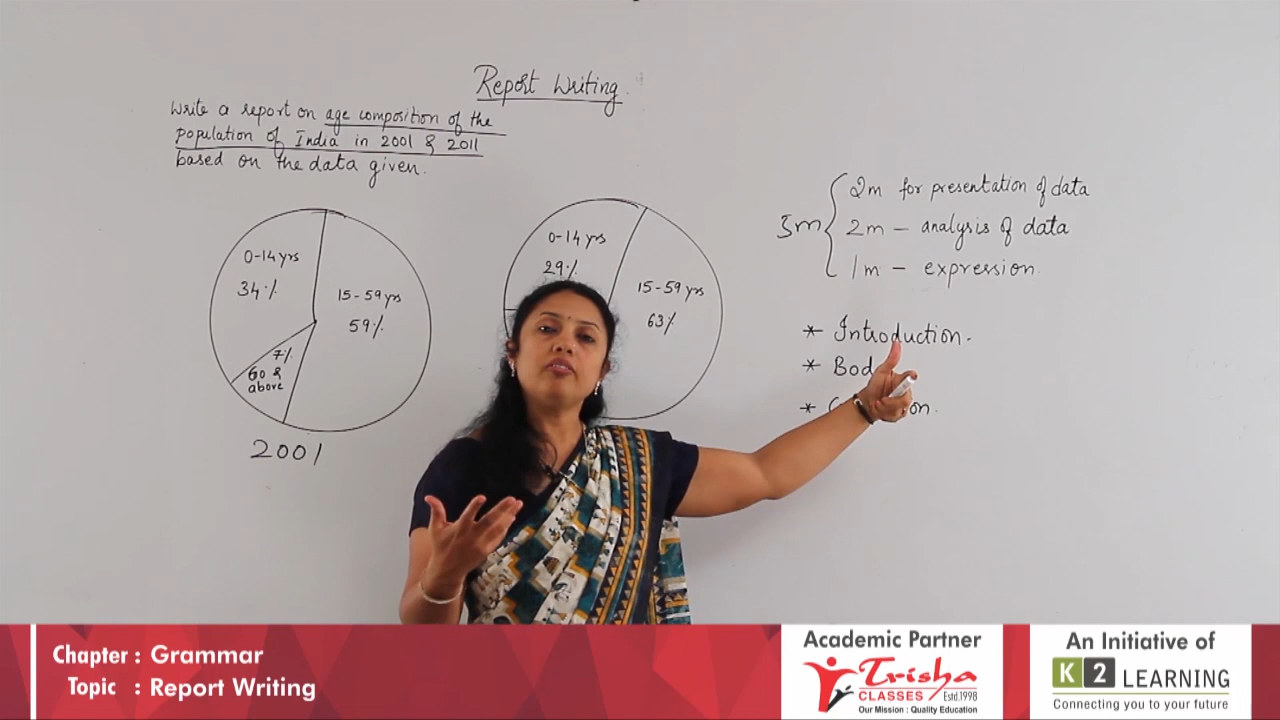 Report Writing.
Write a report on age composition of the
population of India in 2001 & 2011
based on the data given.
0-14 yrs
34%
15-59 yrs
59%
7%
60 &
above
2001
0-14 yrs
29%
15-59 yrs
63%
5m
2m for presentation of data
2m - analysis of data
1m - expression.
* Introduction.
* Bod
*
Chapter : Grammar
Topic : Report Writing
Academic Partner
Trisha
CLASSES Estd.1998
Our Mission : Quality Education
An Initiative of
K2 LEARNING
Connecting you to your future